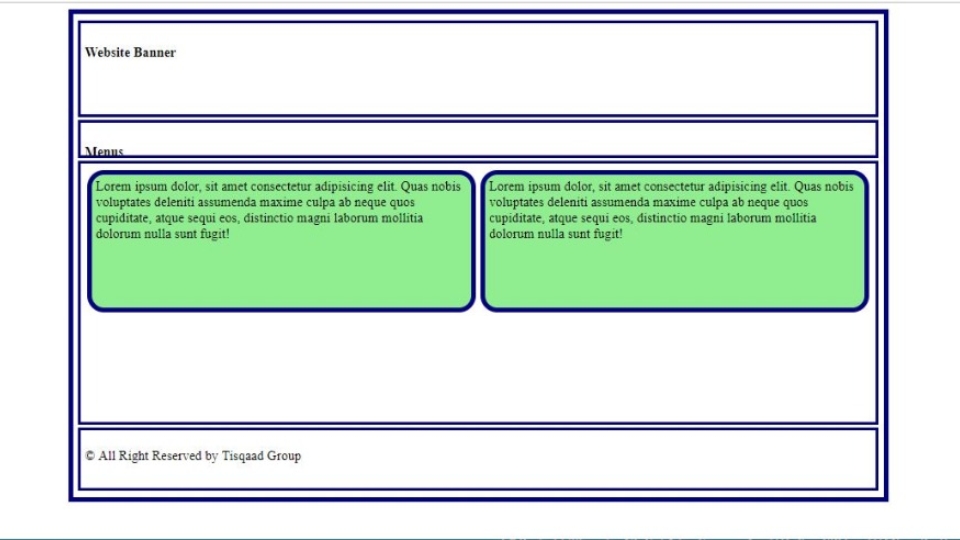 Website Banner
Menus
Lorem ipsum dolor, sit amet consectetur adipisicing elit. Quas nobis
voluptates deleniti assumenda maxime culpa ab neque quos
cupiditate, atque sequi eos, distinctio magni laborum mollitia
dolorum nulla sunt fugit!
Lorem ipsum dolor, sit amet consectetur adipisicing elit. Quas nobis
voluptates deleniti assumenda maxime culpa ab neque quos
cupiditate, atque sequi eos, distinctio magni laborum mollitia
dolorum nulla sunt fugit!
© All Right Reserved by Tisqaad Group